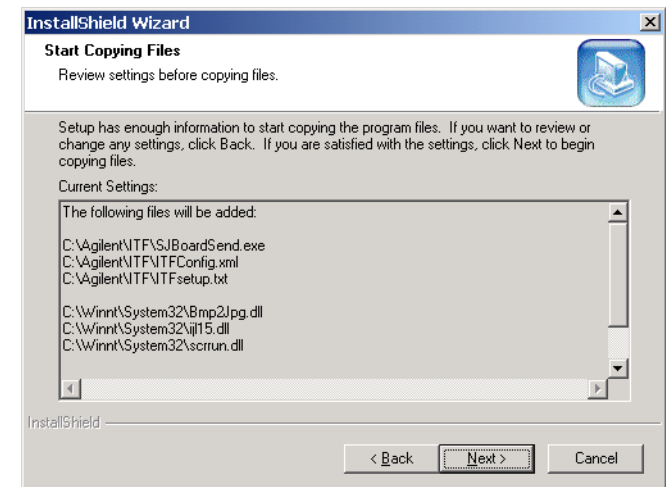 InstallShield Wizard
Start Copying Files
Review settings before copying files.
Setup has enough information to start copying the program files. If you want to review or
change any settings, click Back. If you are satisfied with the settings, click Next to begin
copying files.
Current Settings:
The following files will be added:
C:\Agilent\ITF\SJBoardSend.exe
C:\Agilent\ITF\ITFConfig.xml
C:\Agilent\ITF\ITFsetup.txt
C:\Winnt\System32\Bmp2Jpg.dll
C:\Winnt\System32\ijl15.dll
C:\Winnt\System32\scrrun.dll
InstallShield
< Back Next > Cancel